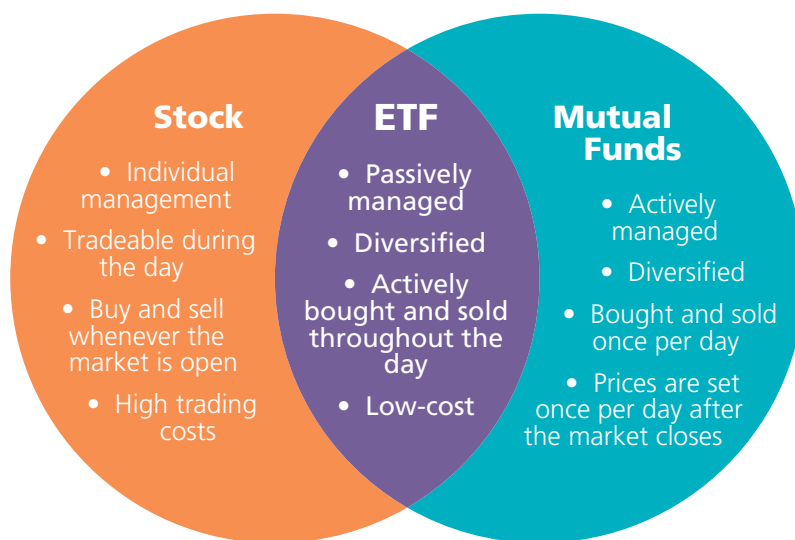 Stock
• Individual
management
• Tradeable during
the day
• Buy and sell
whenever the
market is open
• High trading
costs
ETF
• Passively
managed
• Diversified
• Actively
bought and sold
throughout the
day
• Low-cost
Mutual
Funds
• Actively
managed
• Diversified
• Bought and sold
once per day
• Prices are set
once per day after
the market closes